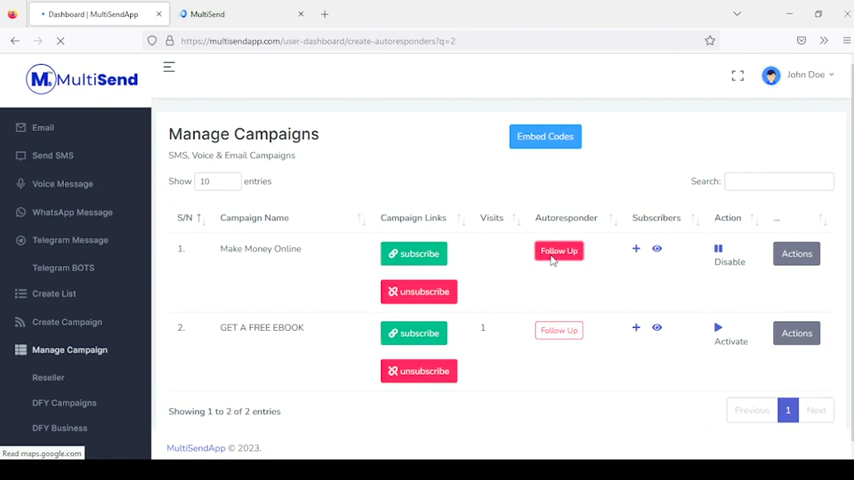 Dashboard | MultiSendApp
MultiSend
https://multisendapp.com/user-dashboard/create-autoresponders?q=2
MultiSend
John Doe
Email
Send SMS
Voice Message
WhatsApp Message
Telegram Message
Telegram BOTS
Create List
Create Campaign
Manage Campaign
Reseller
DFY Campaigns
DFY Business
Read maps.google.com
Manage Campaigns
Embed Codes
SMS, Voice & Email Campaigns
Show 10 entries
Search:
S/N Campaign Name Campaign Links Visits Autoresponder Subscribers Action ...
1. Make Money Online subscribe Follow Up Disable Actions
unsubscribe
2. GET A FREE EBOOK subscribe 1 Follow Up Activate Actions
unsubscribe
Showing 1 to 2 of 2 entries
Previous 1 Next
MultiSendApp © 2023.